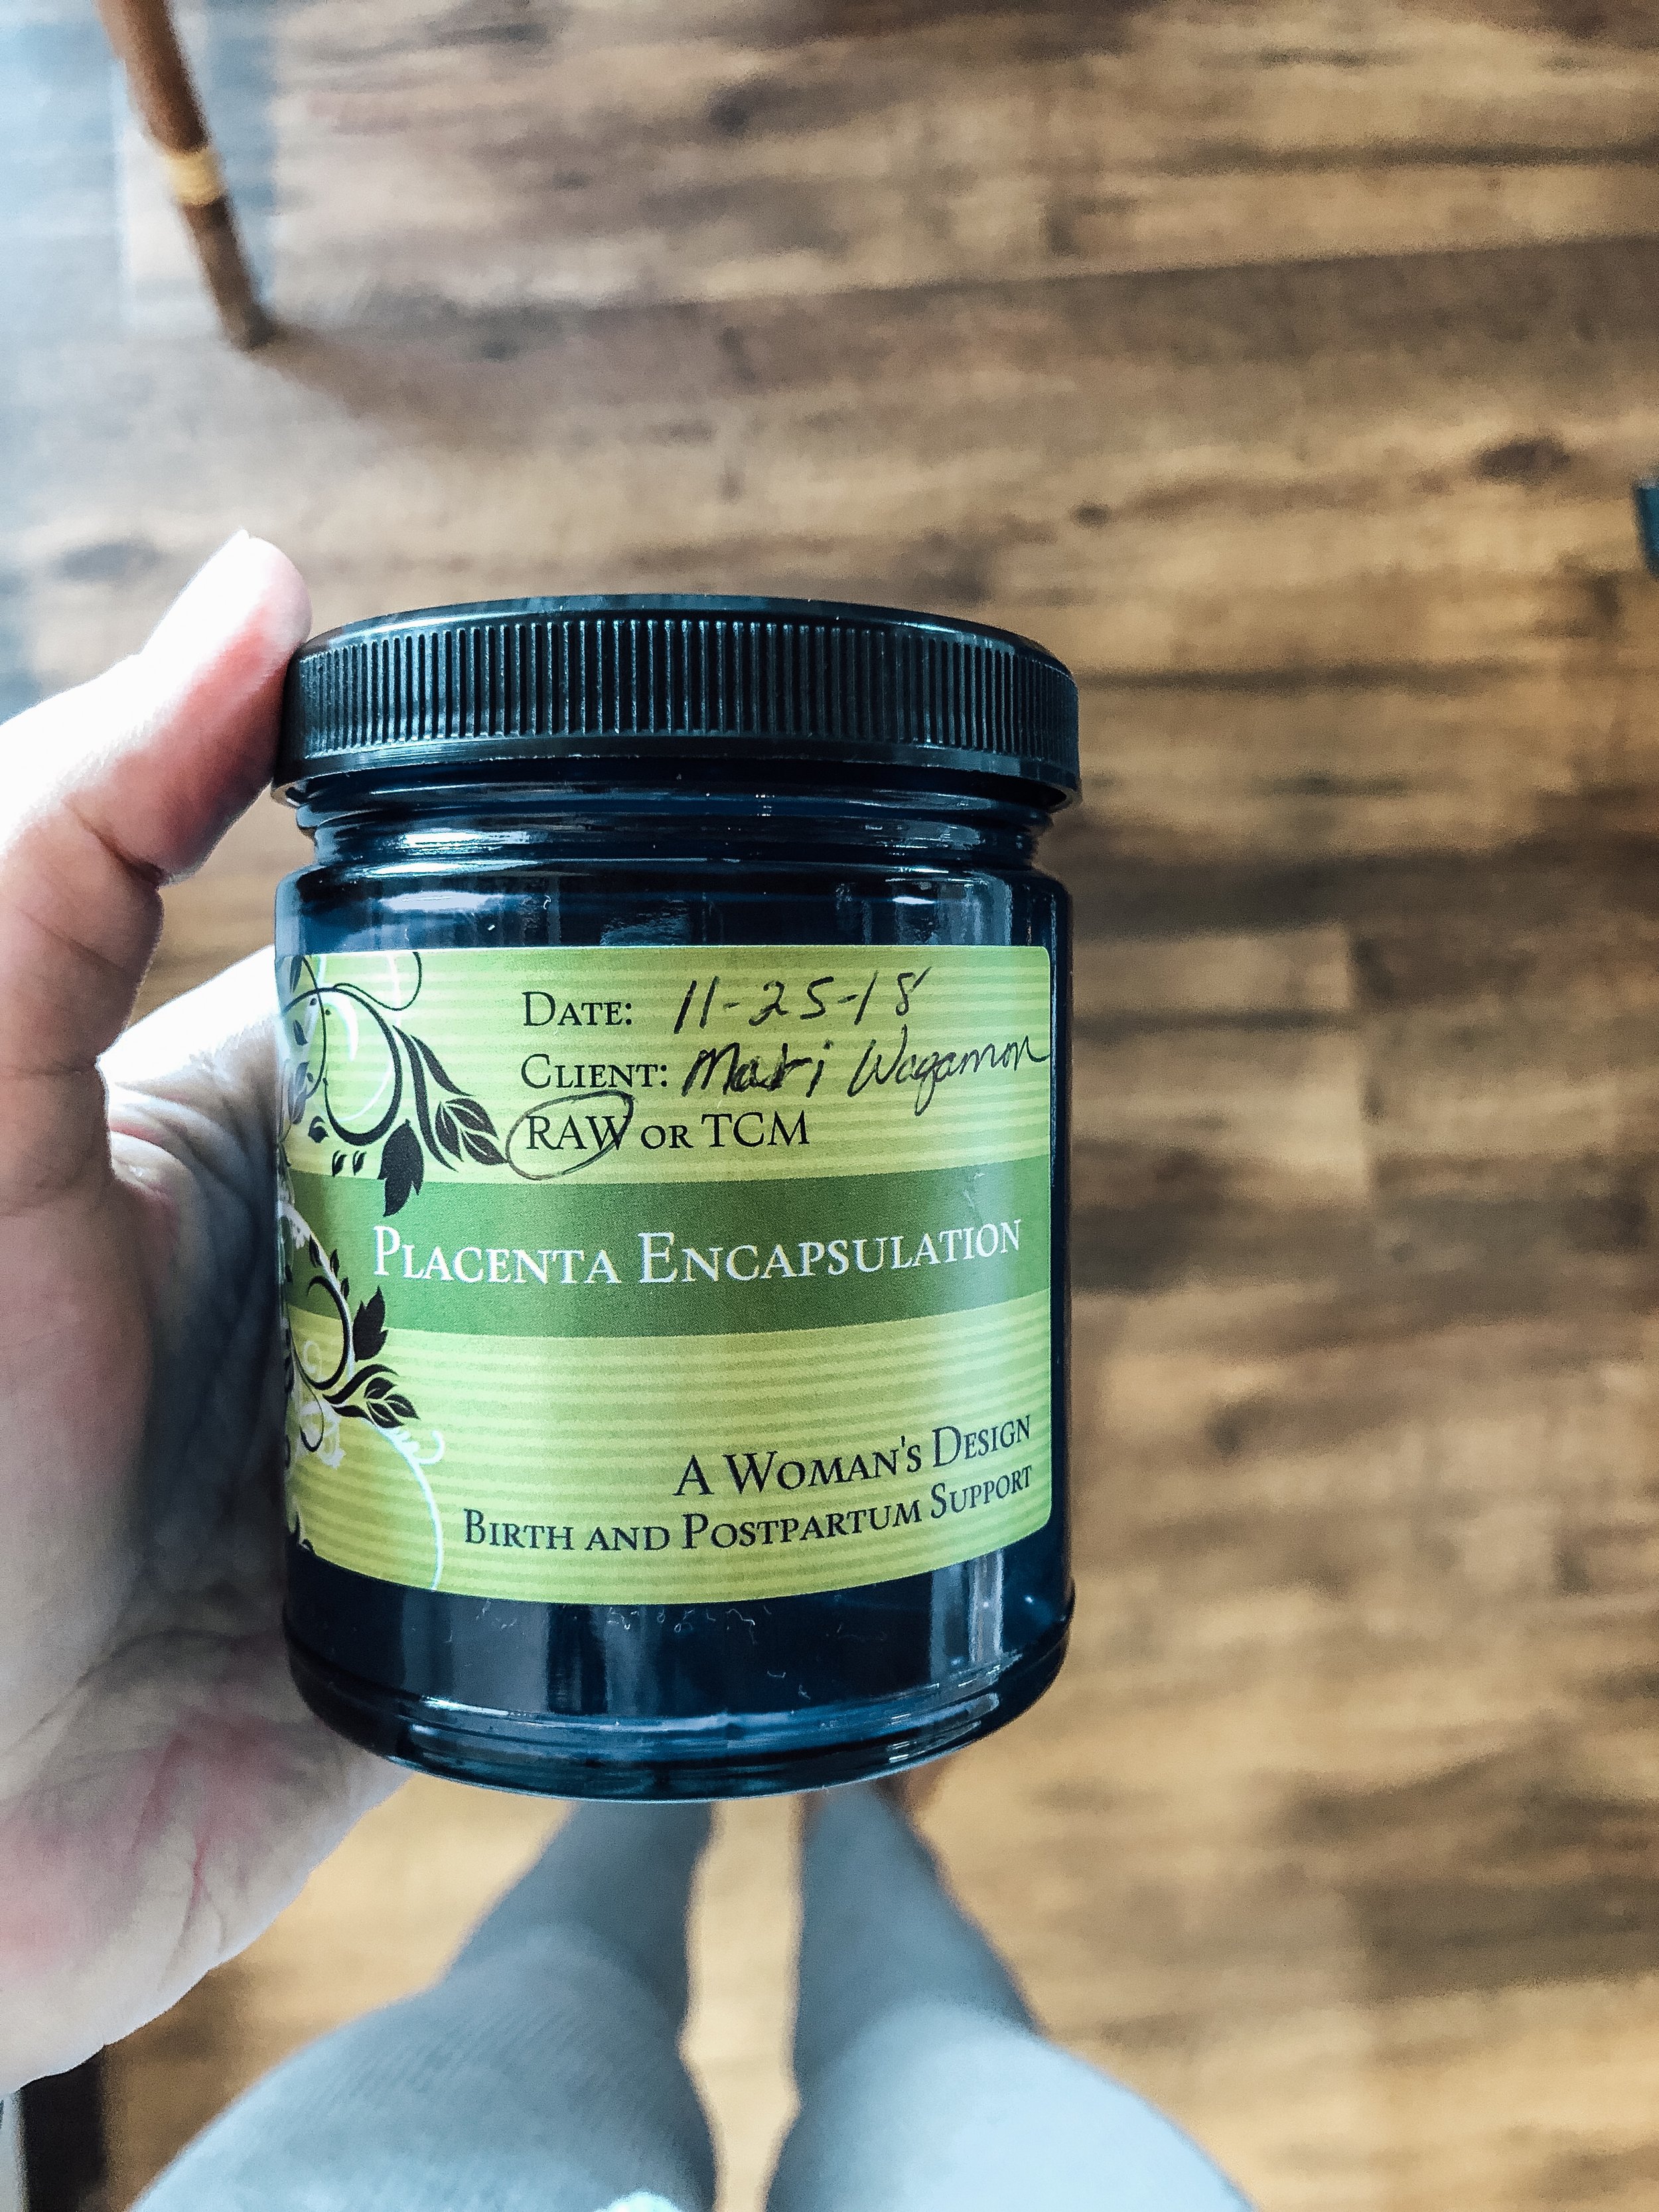 DATE: 11-25-18
CLIENT: Mari Wagamon
RAW OR TCM
PLACENTA ENCAPSULATION
A WOMAN'S DESIGN
BIRTH AND POSTPARTUM SUPPORT